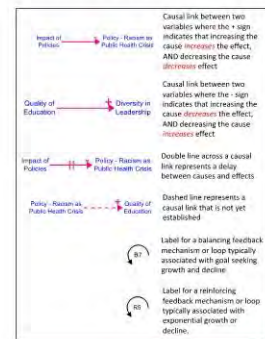 Impact of Policies
+
Policy - Racism as Public Health Crisis
Causal link between two
variables where the + sign
indicates that increasing the
cause increases the effect,
AND decreasing the cause
decreases effect
Quality of Education
Diversity in Leadership
Causal link between two
variables where the - sign
indicates that increasing the
cause decreases the effect,
AND decreasing the cause
increases effect
Impact of Policies
Policy - Racism as Public Health Crisis
Double line across a causal
link represents a delay
between causes and effects
Policy - Racism as Public Health Crisis
Quality of Education
Dashed line represents a
causal link that is not yet
established
Label for a balancing feedback
mechanism or loop typically
associated with goal seeking
growth and decline
Label for a reinforcing
feedback mechanism or loop
typically associated with
exponential growth or
decline.